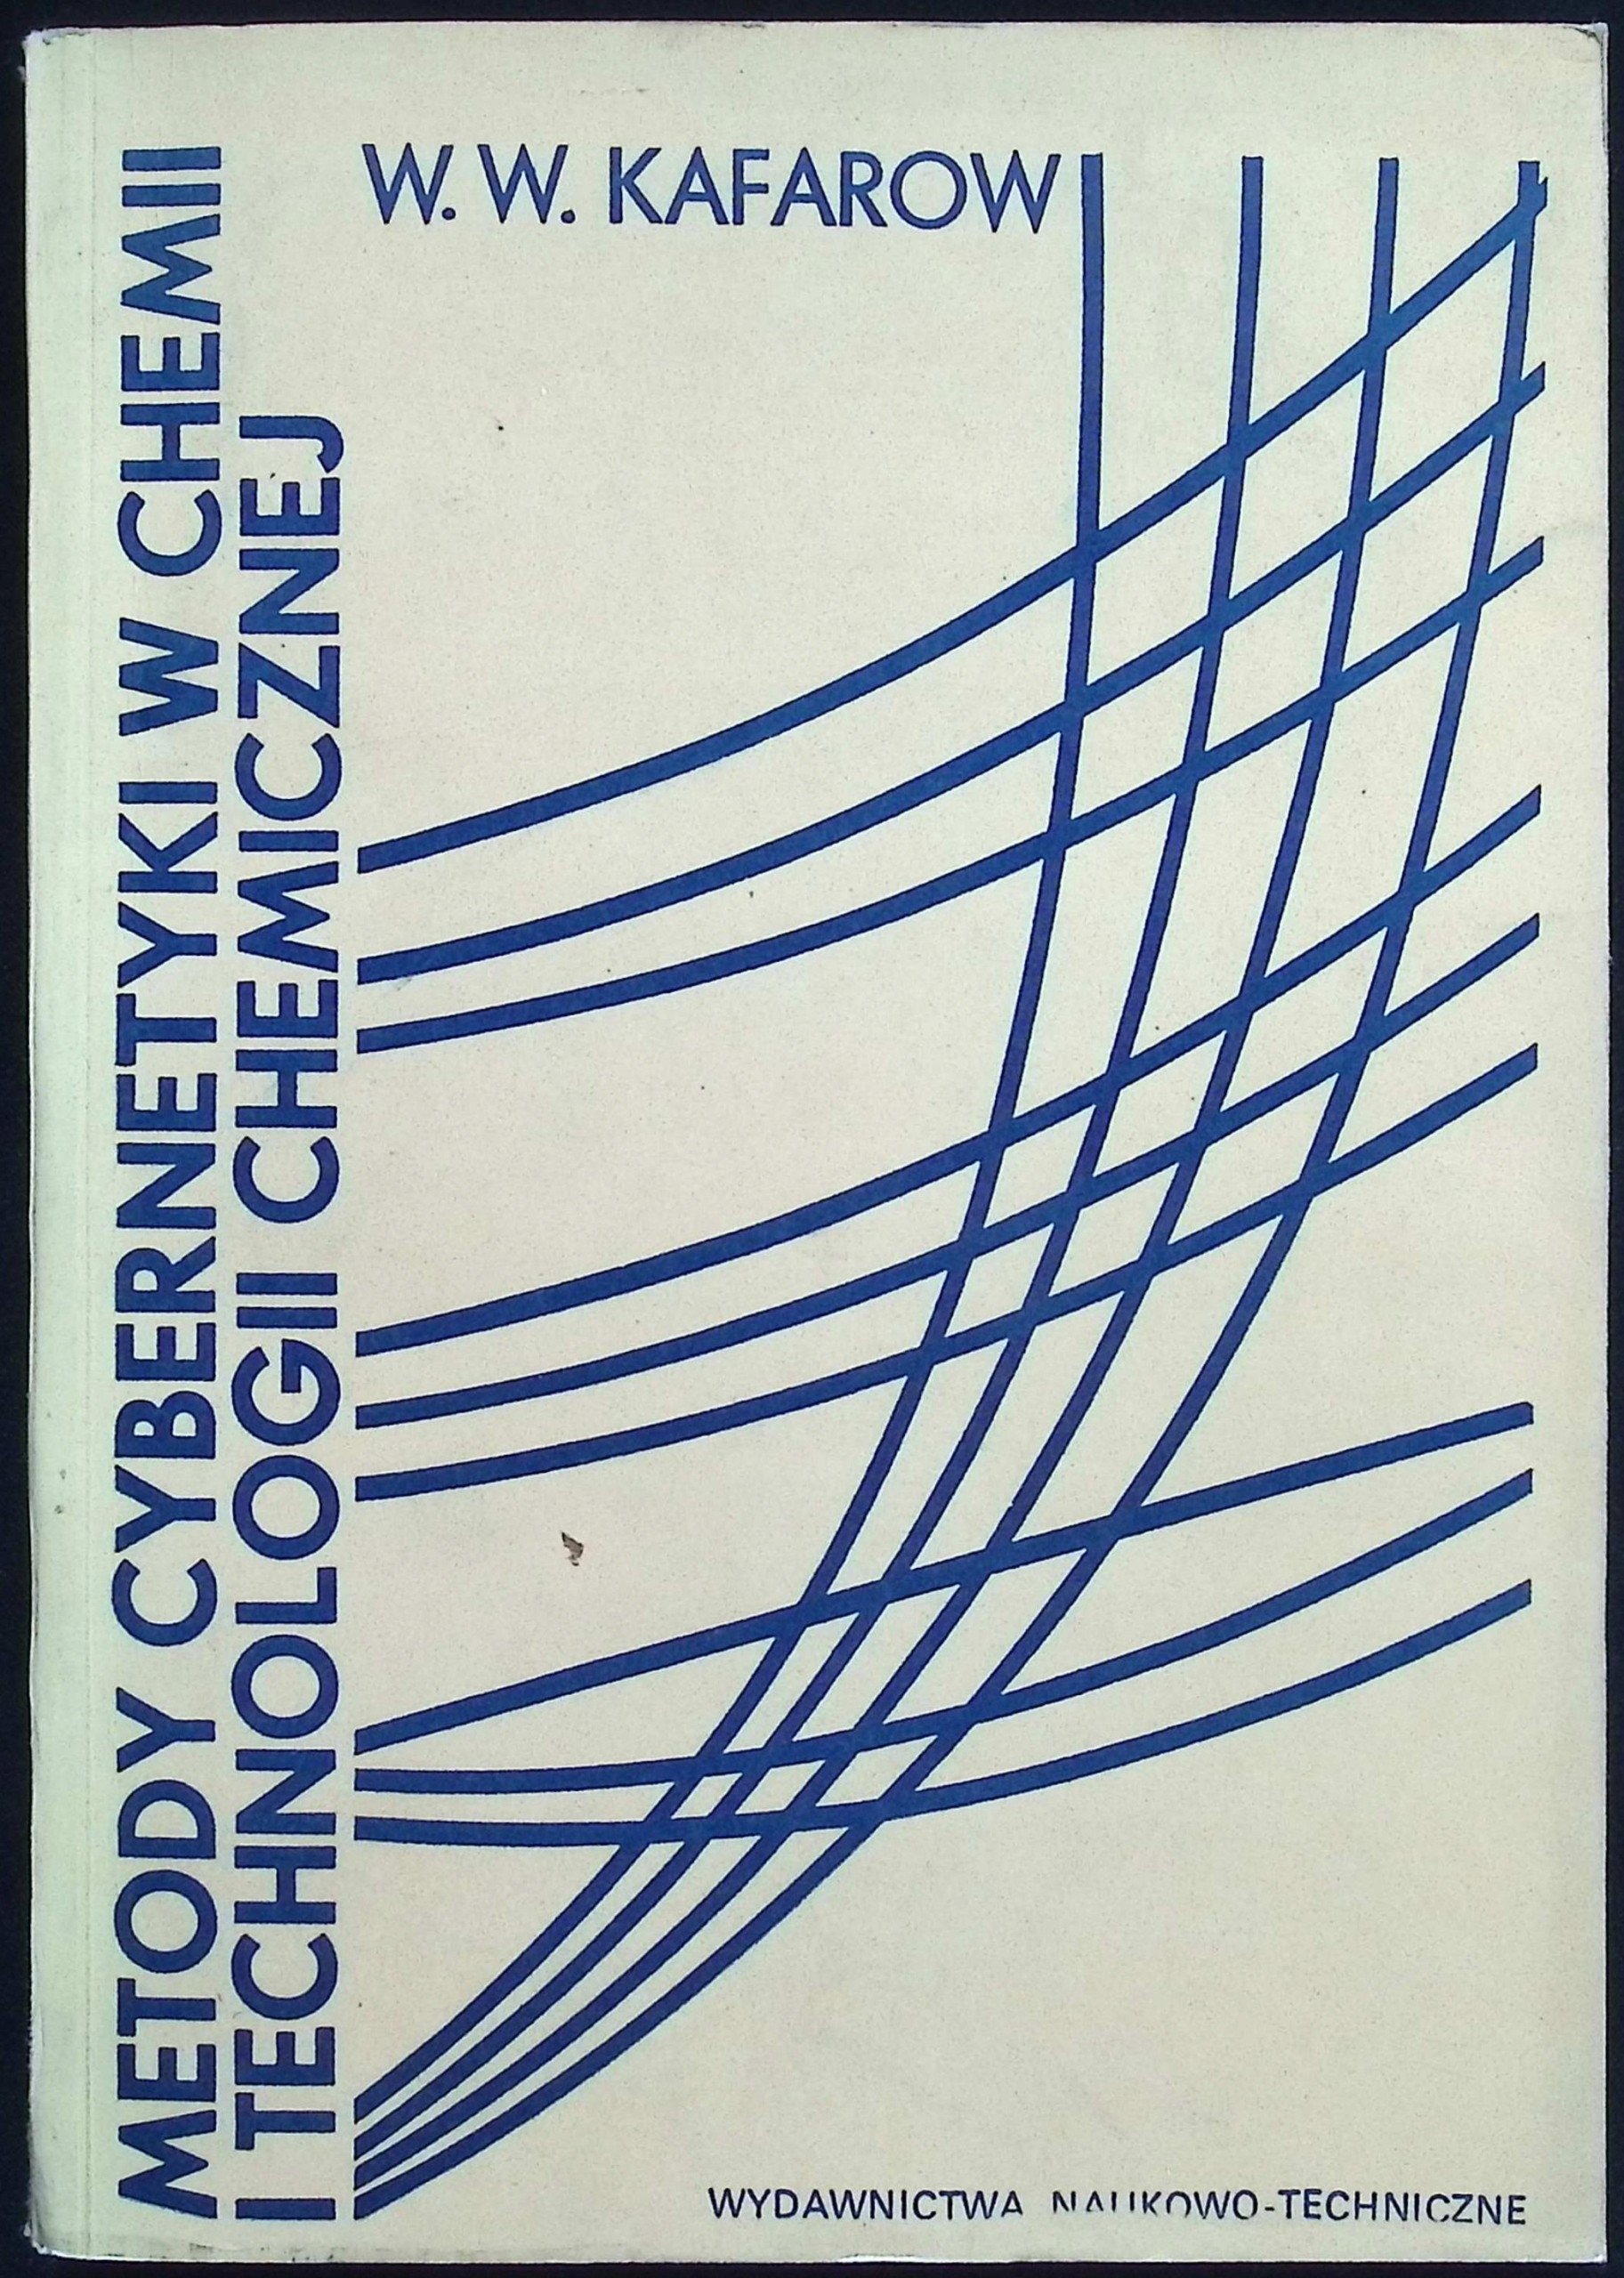 W. W. KAFAROW
METODY CYBERNETYKI W CHEMII
I TECHNOLOGII CHEMICZNEJ
WYDAWNICTWA NAUKOWO-TECHNICZNE